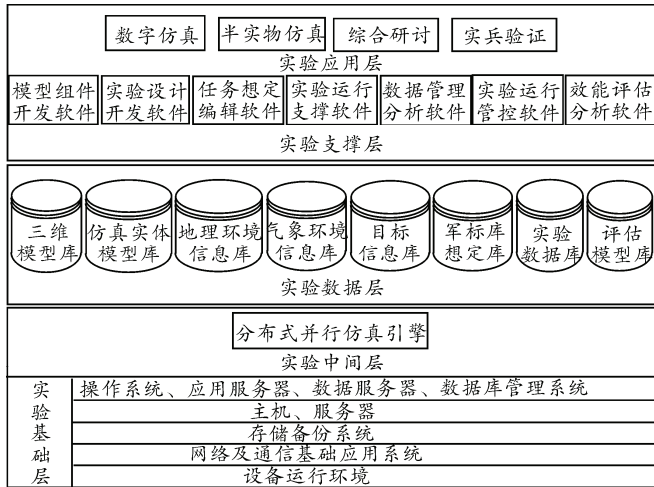 数字仿真 半实物仿真 综合研讨 实兵验证
实验应用层
模型组件 实验设计 任务想定 实验运行 数据管理 实验运行 效能评估
开发软件 开发软件 编辑软件 支撑软件 分析软件 管控软件 分析软件
实验支撑层
三维 仿真实体 地理环境 气象环境 目标 军标库 实验 评估
模型库 模型库 信息库 信息库 信息库 想定库 数据库 模型库
实验数据层
分布式并行仿真引擎
实验中间层
实验基础层
操作系统、应用服务器、数据服务器、数据库管理系统
主机、服务器
存储备份系统
网络及通信基础应用系统
设备运行环境